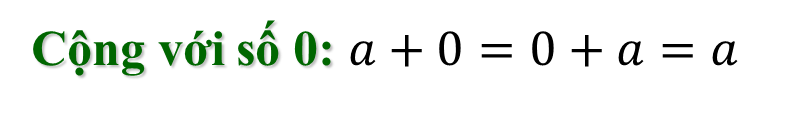 Cộng với số 0: a + 0 = 0 + a = a